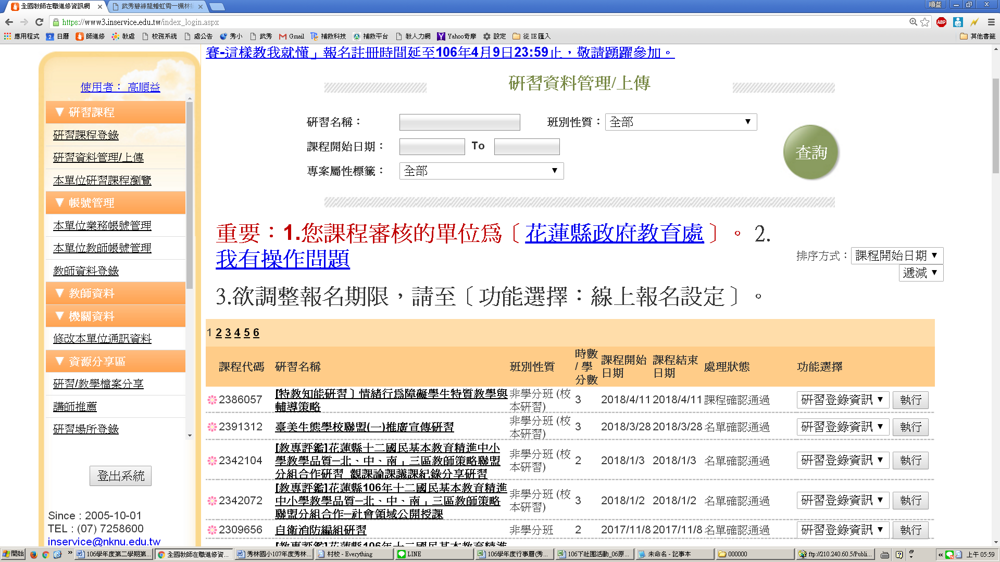 全國教師在職進修資訊網
武秀碧綠龍蟠虹霄一楓林
順益
https://www3.inservice.edu.tw/index_login.aspx
應用程式 日曆 師進修 教處 校務系統 處公告 秀小 武秀 Gmail 補救科技 補救平台 教人力網 Yahoo奇摩 設定 從 IE 匯入 其他書籤
賽-這樣教我就懂」報名註冊時間延至106年4月9日23:59止，敬請踴躍參加。
使用者： 高順益
▼ 研習課程
研習課程登錄
研習資料管理/上傳
本單位研習課程瀏覽
▼ 帳號管理
本單位業務帳號管理
本單位教師帳號管理
教師資料登錄
▼ 教師資料
▼ 機關資料
修改本單位通訊資料
▼ 資源分享區
研習/教學檔案分享
講師推薦
研習場所登錄
登出系統
Since : 2005-10-01
TEL : (07) 7258600
inservice@nknu.edu.tw
研習資料管理/上傳
研習名稱：
班別性質： 全部
課程開始日期： To
專案屬性標籤： 全部
查詢
重要：1.您課程審核的單位為〔花蓮縣政府教育處〕。 2.
我有操作問題
排序方式：課程開始日期
遞減
3.欲調整報名期限，請至〔功能選擇：線上報名設定〕。
1 2 3 4 5 6
課程代碼 研習名稱 班別性質 時數/ 學分數 課程開始日期 課程結束日期 處理狀態 功能選擇
2386057 [特教知能研習〕情緒行為障礙學生特質教學與輔導策略 非學分班 (校本研習) 3 2018/4/11 2018/4/11 課程確認通過 研習登錄資訊 執行
2391312 臺美生態學校聯盟(一)推廣宣傳研習 非學分班 (校本研習) 3 2018/3/28 2018/3/28 名單確認通過 研習登錄資訊 執行
2342104 [教專評鑑]花蓮縣十二國民基本教育精進中小學教學品質─北、中、南」三區教師策略聯盟分組合作研習_觀課論課議課紀錄分享研習 非學分班 (校本研習) 2 2018/1/3 2018/1/3 名單確認通過 研習登錄資訊 執行
2342072 [教專評鑑]花蓮縣106年十二國民基本教育精進中小學教學品質─北、中、南」三區教師策略聯盟分組合作─社會領域公開授課 非學分班 (校本研習) 3 2018/1/2 2018/1/2 名單確認通過 研習登錄資訊 執行
2309656 自衛消防編組研習 非學分班 2 2017/11/8 2017/11/8 名單確認通過 研習登錄資訊 執行
[教專評鑑]花蓮縣106年十二國民基本教育精進
開始
106學年度第二學期第...
全國教師在職進修資...
秀林國小107年度秀林...
村校 - Everything
LINE
106學年度行事曆(秀...
106下社團活動_06原...
未命名 - 記事本
000000
ftp://210.240.60.5/Publi...
上午 05:59